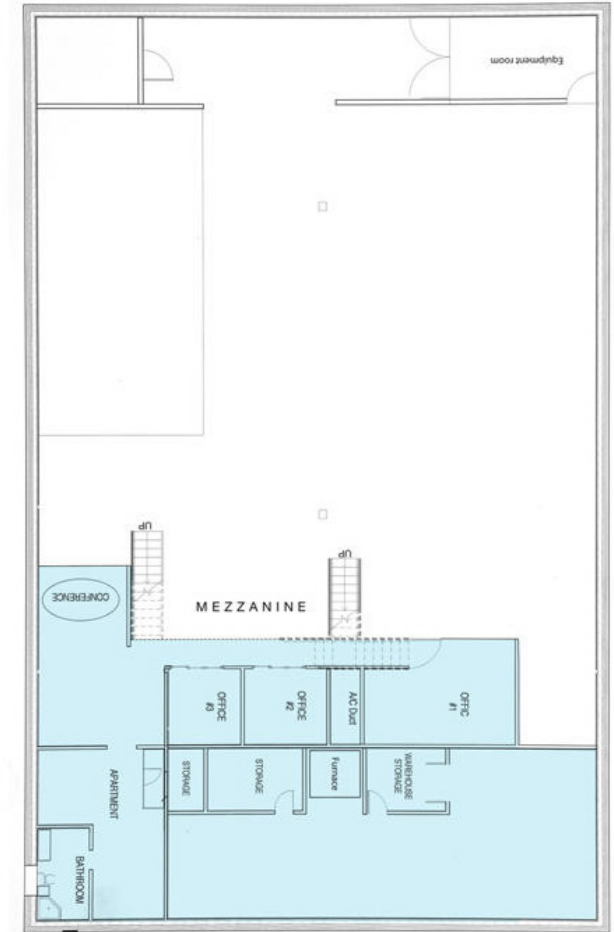 Equipment room
UP
UP
CONFERENCE
MEZZANINE
OFFICE
#3
OFFICE
#2
A/C Duct
OFFIC
#1
APARTMENT
STORAGE
STORAGE
Furnace
WAREHOUSE
STORAGE
BATHROOM